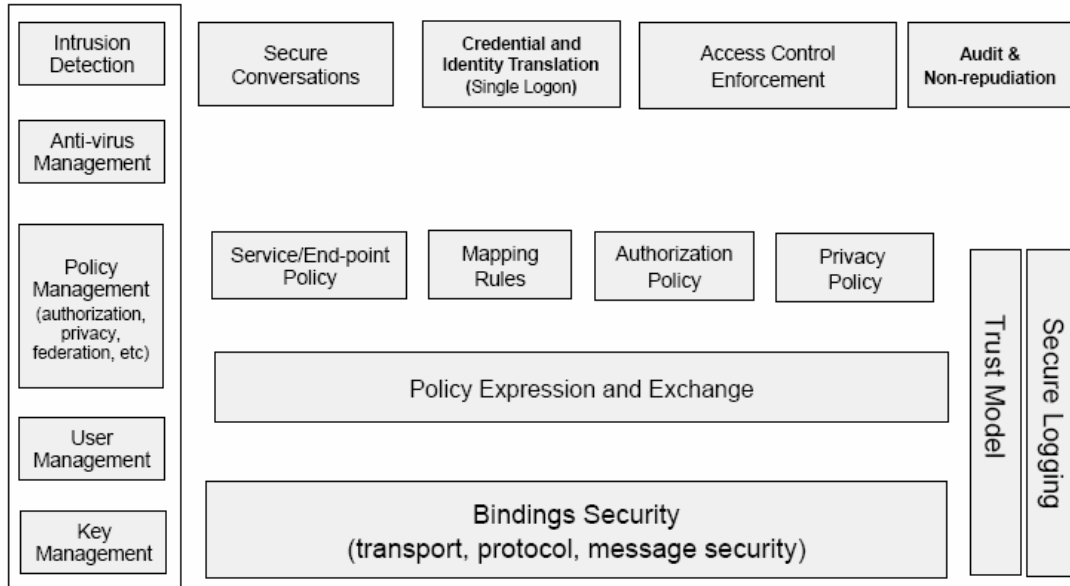 Intrusion
Detection
Secure
Conversations
Credential and
Identity Translation
(Single Logon)
Access Control
Enforcement
Audit &
Non-repudiation
Anti-virus
Management
Policy
Management
(authorization,
privacy,
federation, etc)
Service/End-point
Policy
Mapping
Rules
Authorization
Policy
Privacy
Policy
Trust Model
Secure Logging
Policy Expression and Exchange
User
Management
Bindings Security
(transport, protocol, message security)
Key
Management